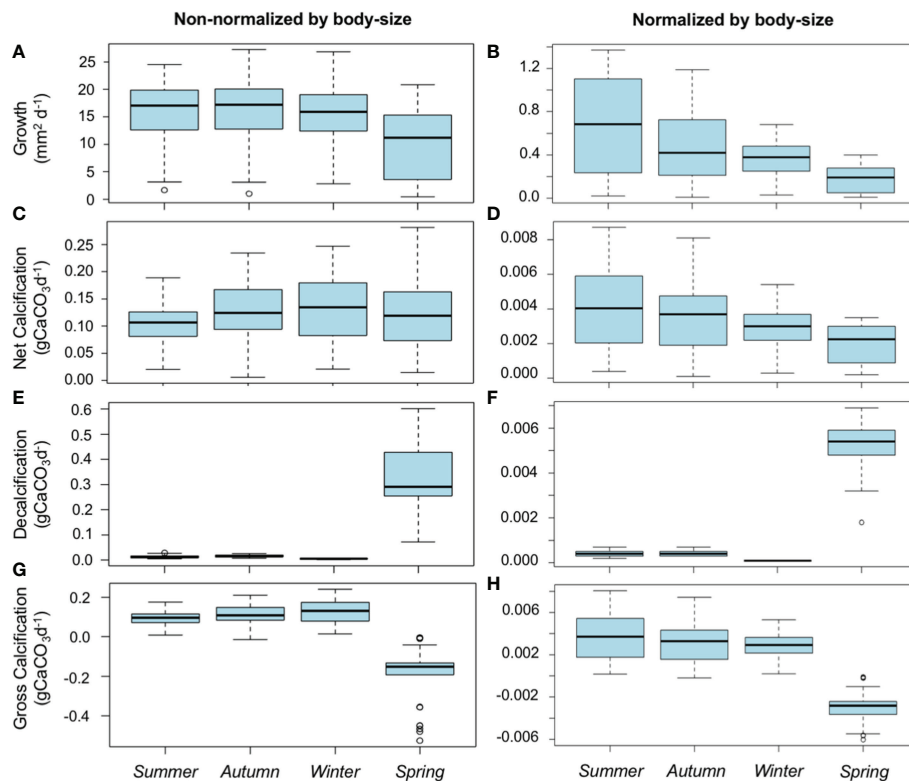 Non-normalized by body-size
Normalized by body-size
A
Growth
(mm² d⁻¹)
25
20
15
10
5
0
B
1.2
0.8
0.4
0.0
C
Net Calcification
(gCaCO₃d⁻¹)
0.25
0.20
0.15
0.10
0.05
0.00
D
0.008
0.006
0.004
0.002
0.000
E
Decalcification
(gCaCO₃d⁻)
0.6
0.5
0.4
0.3
0.2
0.1
0.0
F
0.006
0.004
0.002
0.000
G
Gross Calcification
(gCaCO₃d⁻¹)
0.2
0.0
-0.2
-0.4
H
0.006
0.002
-0.002
-0.006
Summer Autumn Winter Spring
Summer Autumn Winter Spring